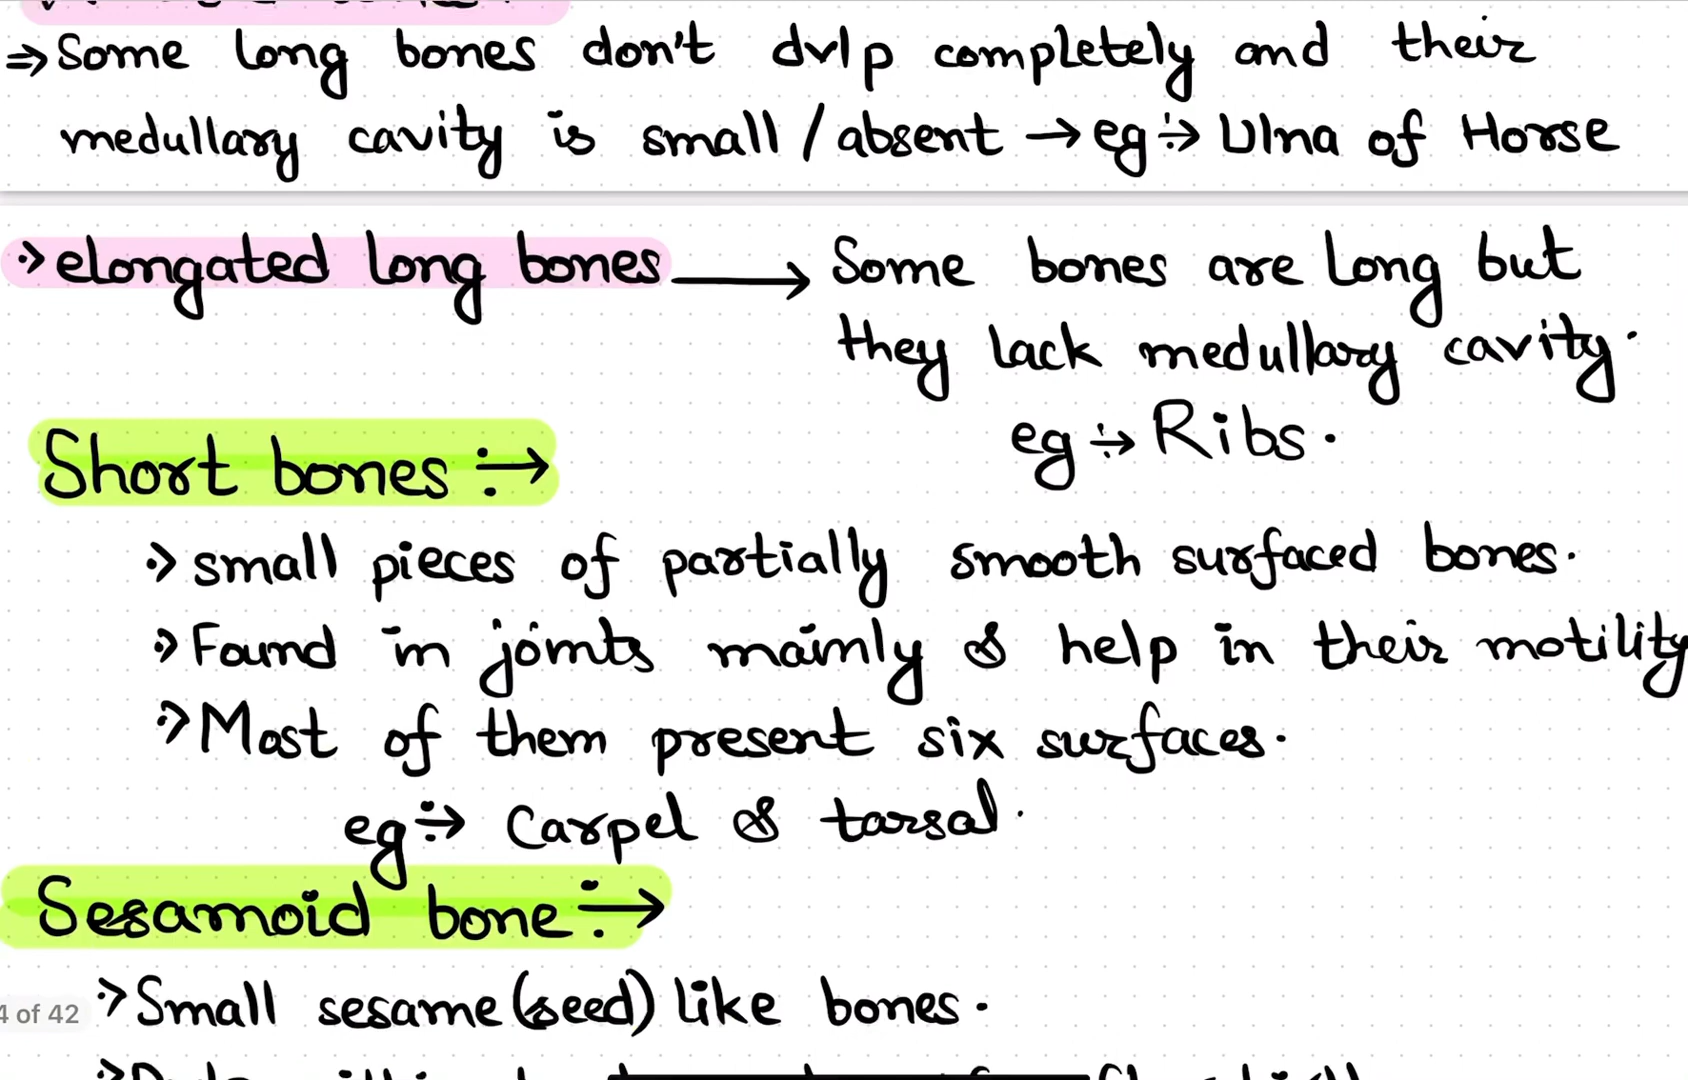 ⇒ Some long bones don't dvlp completely and their
medullary cavity is small / absent → eg ÷> Ulna of Horse
·> elongated long bones ⟶ Some bones are long but
they lack medullary cavity.
eg ÷> Ribs.
Short bones :→
·> small pieces of partially smooth surfaced bones.
·> Found in joints mainly & help in their motility
·> Most of them present six surfaces.
eg ÷> Carpel & tarsal.
Sesamoid bone :→
·> Small sesame (seed) like bones.
4 of 42